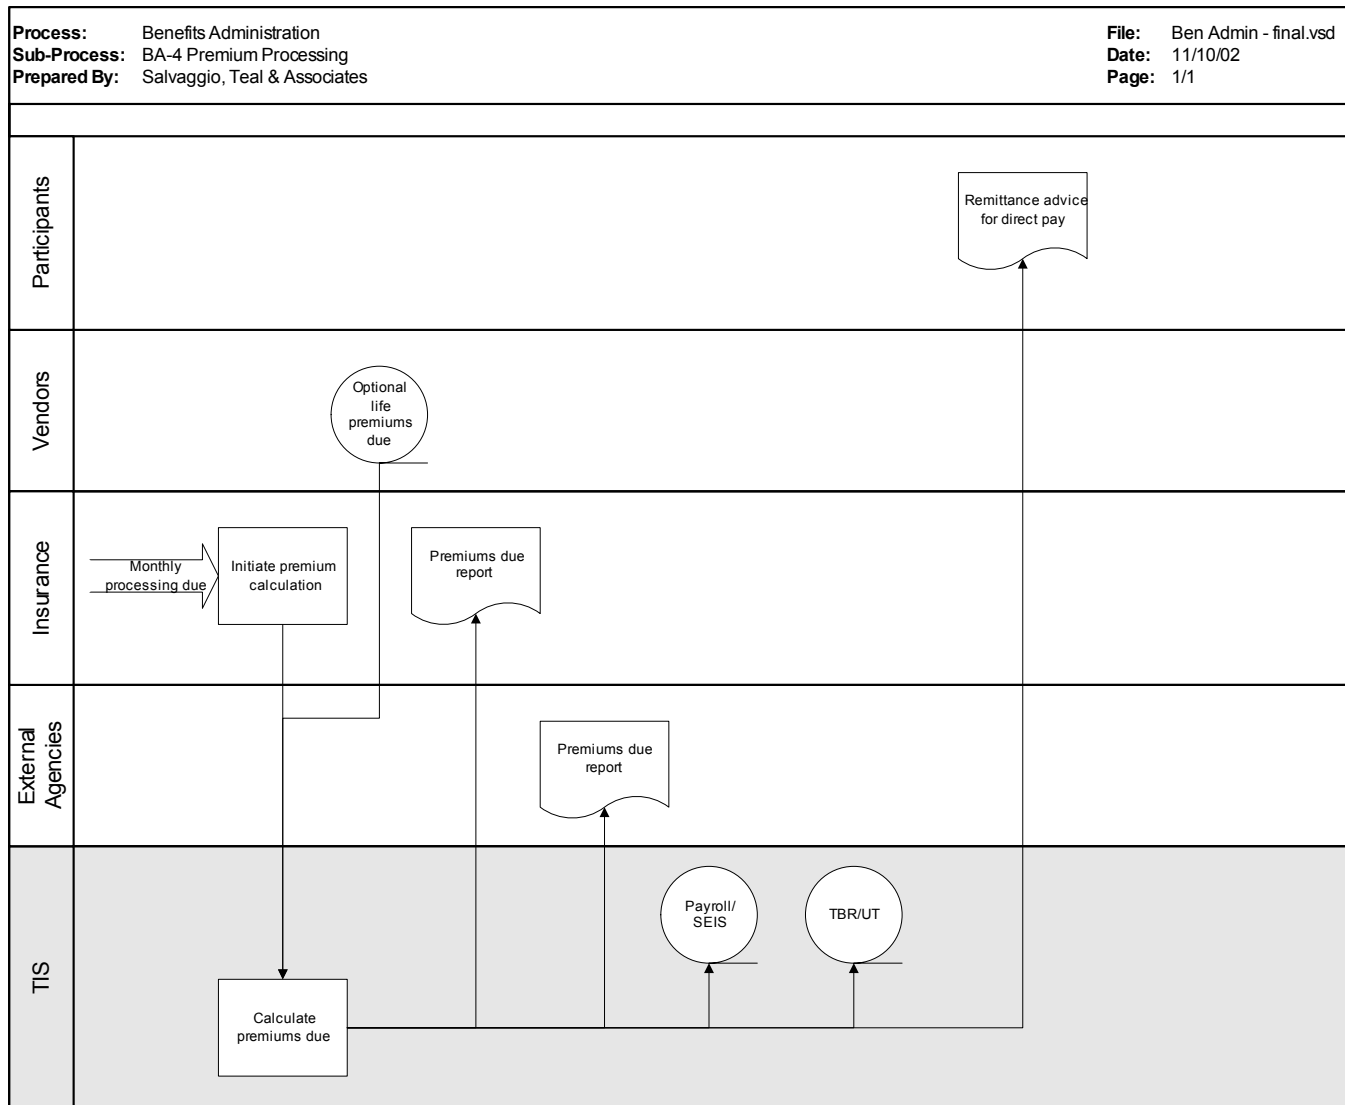 Process: Benefits Administration
Sub-Process: BA-4 Premium Processing
Prepared By: Salvaggio, Teal & Associates
File: Ben Admin - final.vsd
Date: 11/10/02
Page: 1/1
Participants
Remittance advice
for direct pay
Vendors
Optional
life
premiums
due
Insurance
Monthly
processing due
Initiate premium
calculation
Premiums due
report
External
Agencies
Premiums due
report
TIS
Payroll/
SEIS
TBR/UT
Calculate
premiums due